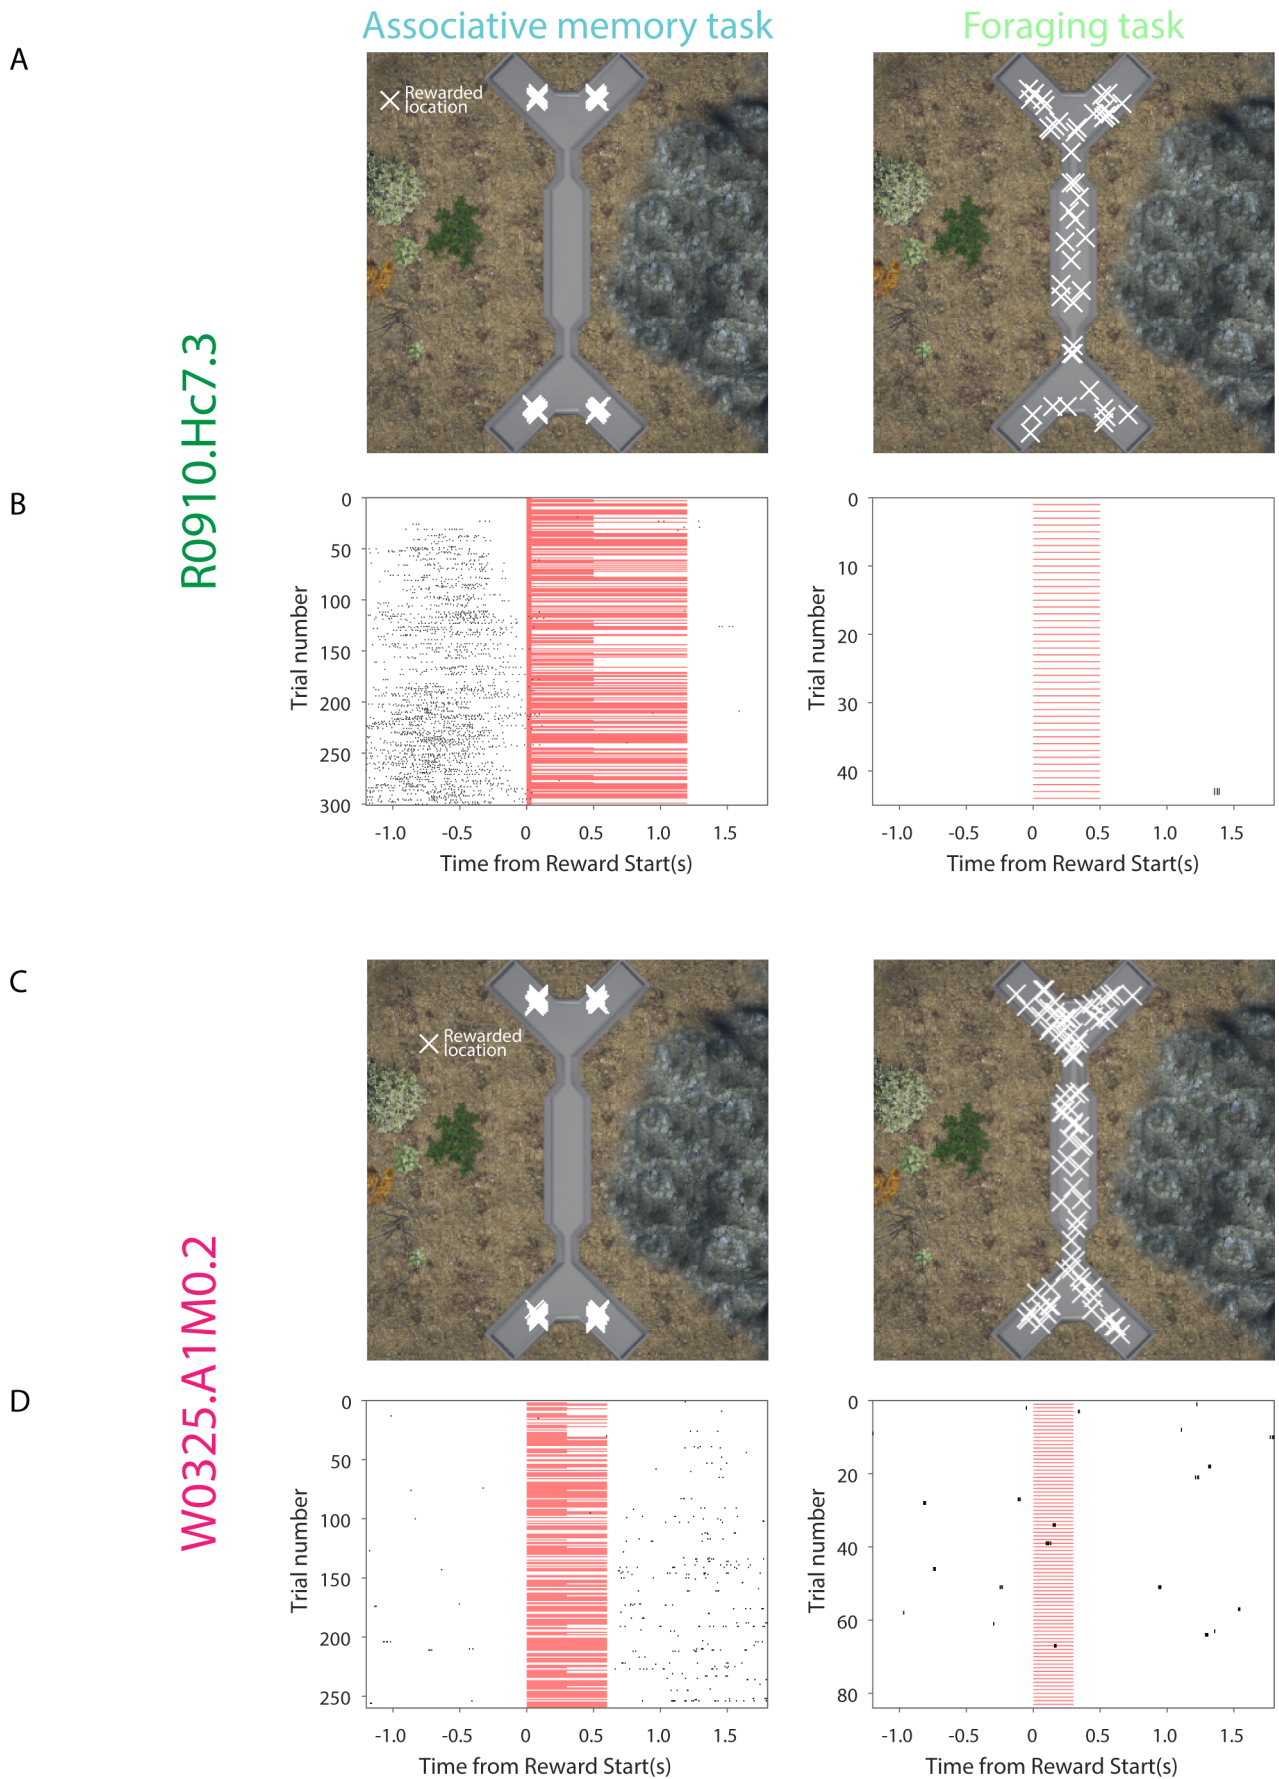 Associative memory task
Foraging task
A
Rewarded
location
R0910.Hc7.3
B
0
50
100
150
200
250
300
Trial number
-1.0
-0.5
0
0.5
1.0
1.5
Time from Reward Start(s)
0
10
20
30
40
Trial number
-1.0
-0.5
0
0.5
1.0
1.5
Time from Reward Start(s)
C
Rewarded
location
W0325.A1M0.2
D
0
50
100
150
200
250
Trial number
-1.0
-0.5
0
0.5
1.0
1.5
Time from Reward Start(s)
0
20
40
60
80
Trial number
-1.0
-0.5
0
0.5
1.0
1.5
Time from Reward Start(s)